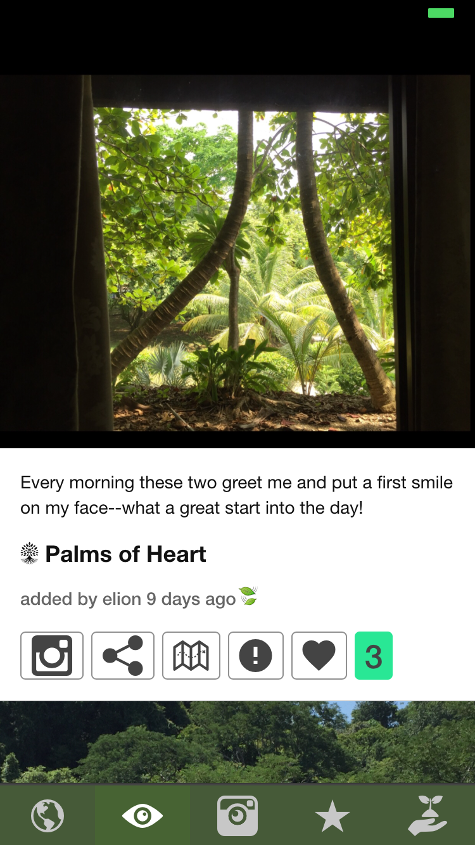 Every morning these two greet me and put a first smile
on my face--what a great start into the day!
Palms of Heart
added by elion 9 days ago
3